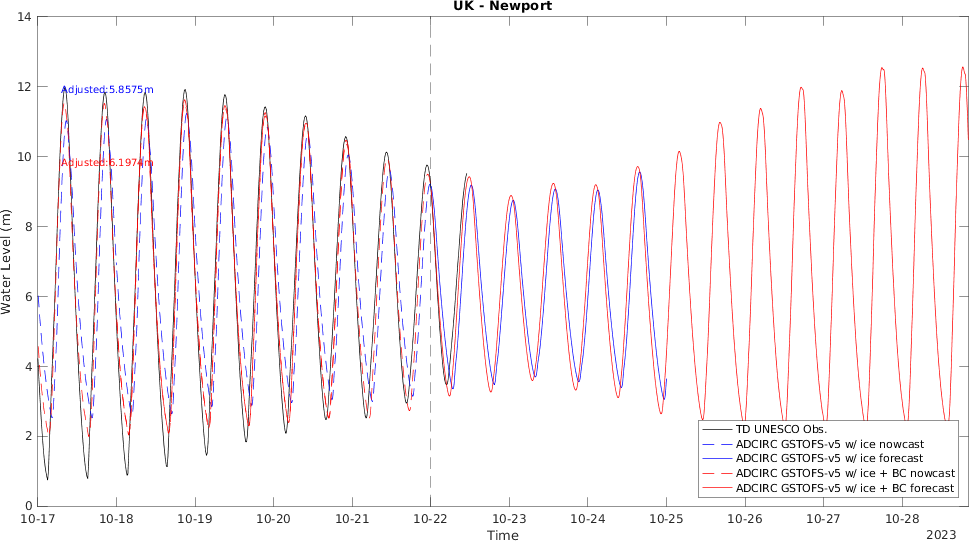 UK - Newport
14
12
10
8
6
4
2
0
Water Level (m)
Adjusted:5.8575m
Adjusted:6.1974m
TD UNESCO Obs.
ADCIRC GSTOFS-v5 w/ ice nowcast
ADCIRC GSTOFS-v5 w/ ice forecast
ADCIRC GSTOFS-v5 w/ ice + BC nowcast
ADCIRC GSTOFS-v5 w/ ice + BC forecast
10-17 10-18 10-19 10-20 10-21 10-22 10-23 10-24 10-25 10-26 10-27 10-28
Time
2023